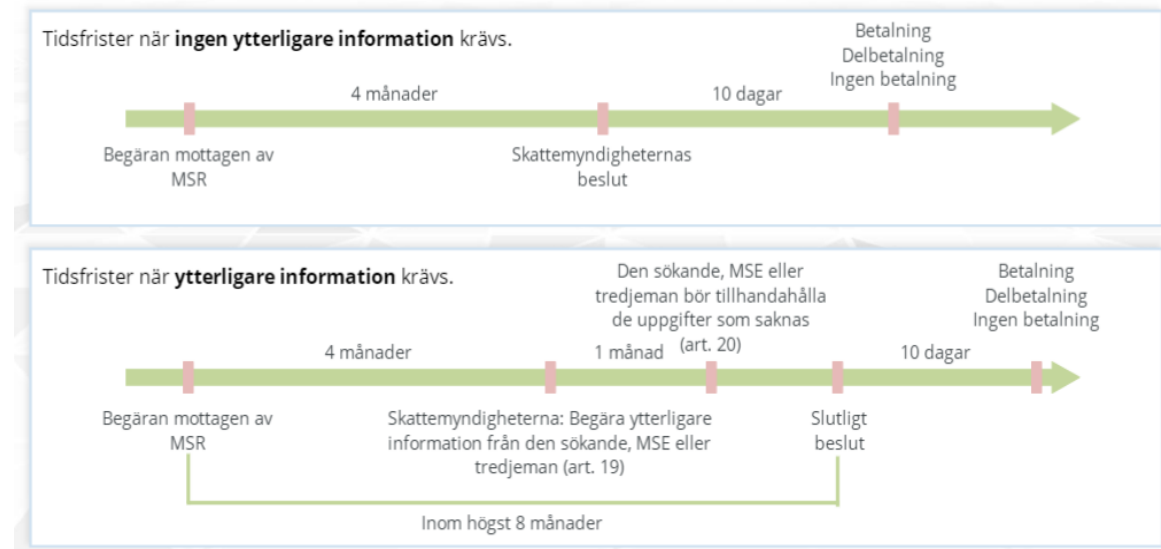 Tidsfrister när ingen ytterligare information krävs.
Betalning
Delbetalning
Ingen betalning
4 månader
10 dagar
Begäran mottagen av
MSR
Skattemyndigheternas
beslut
Tidsfrister när ytterligare information krävs.
Den sökande, MSE eller
tredjeman bör tillhandahålla
de uppgifter som saknas
(art. 20)
Betalning
Delbetalning
Ingen betalning
4 månader
1 månad
10 dagar
Begäran mottagen av
MSR
Skattemyndigheterna: Begära ytterligare
information från den sökande, MSE eller
tredjeman (art. 19)
Slutligt
beslut
Inom högst 8 månader